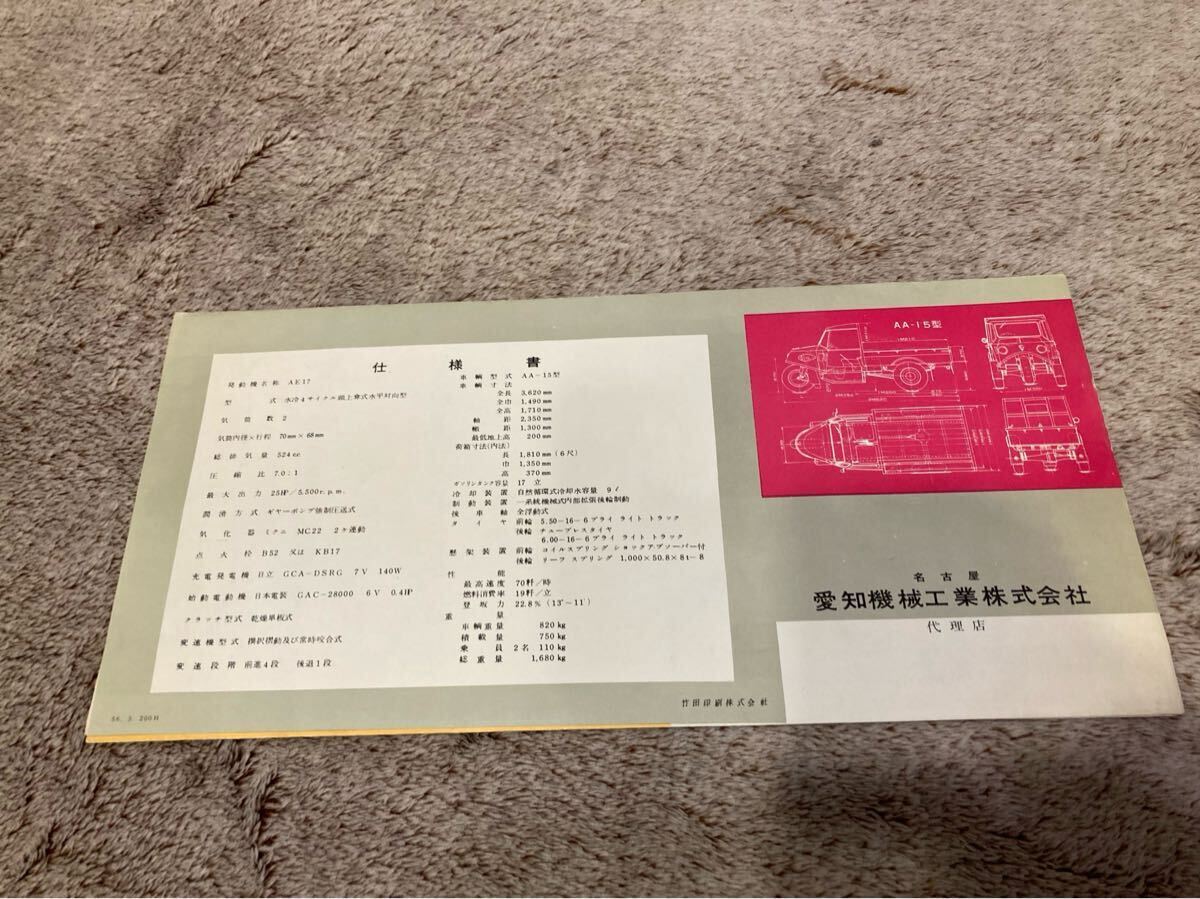 仕様書
発動機名称 AE17
型式 水冷4サイクル頭上弁式水平対向型
気筒数 2
気筒内径×行程 70mm×68mm
総排気量 524cc
圧縮比 7.0:1
最大出力 25HP/5,500r.p.m.
潤滑方式 ギヤーポンプ強制圧送式
気化器 ミクニ MC22 2ケ連動
点火栓 B52 又は KB17
充電発電機 日立 GCA-DSRG 7V 140W
始動電動機 日本電装 GAC-28000 6V 0.4HP
クラッチ型式 乾燥単板式
変速機型式 撰択摺動及び常時咬合式
変速段階 前進4段 後退1段
車輌型式 AA-15型
車輌寸法
全長 3,620mm
全巾 1,490mm
全高 1,710mm
軸距 2,350mm
輪距 1,300mm
最低地上高 200mm
荷箱寸法(内法)
長 1,810mm(6尺)
巾 1,350mm
高 370mm
ガソリンタンク容量 17立
冷却装置 自然循環式冷却水容量 9ℓ
制動装置 一系統機械式内部拡張後輪制動
後車軸 全浮動式
タイヤ 前輪 5.50-16-6プライ ライト トラック
後輪 チューブレスタイヤ
6.00-16-6プライ ライト トラック
懸架装置 前輪 コイルスプリング ショックアブソーバー付
後輪 リーフ スプリング 1,000×50.8×8t-8
性能
最高速度 70粁/時
燃料消費率 19粁/立
登坂力 22.8%(13°~11')
重量
車輌重量 820kg
積載量 750kg
乗員 2名 110kg
総重量 1,680kg
竹田印刷株式会社
AA-15型
名古屋
愛知機械工業株式会社
代理店